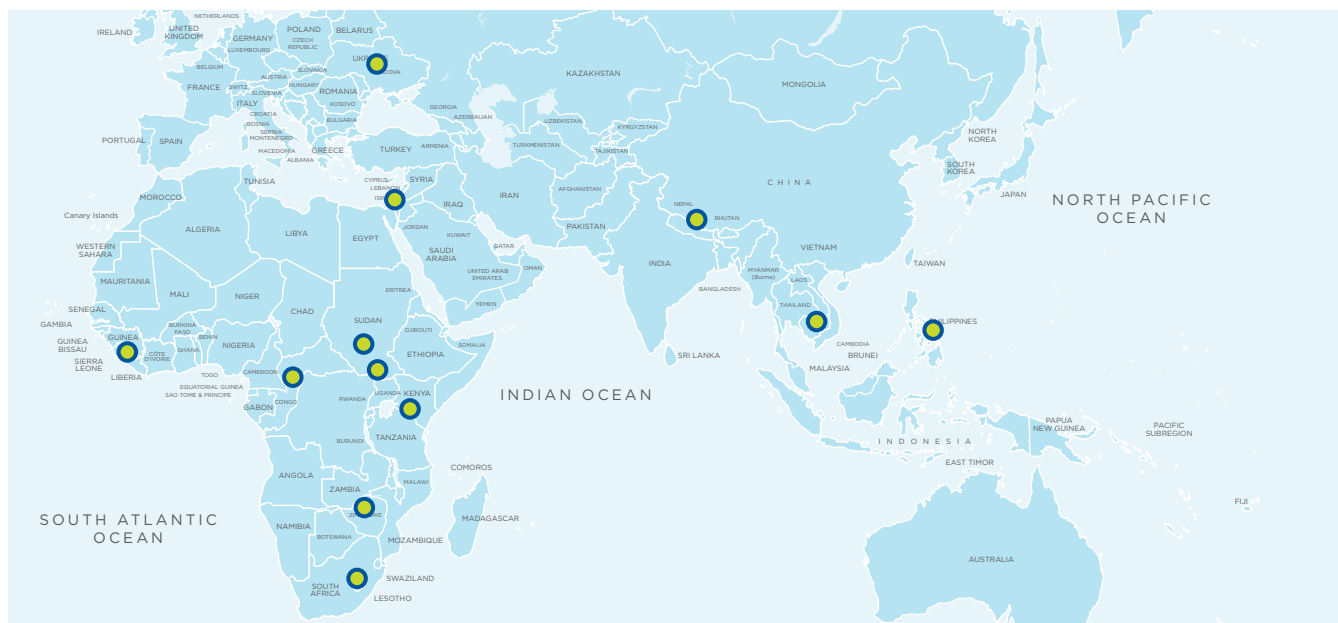 NETHERLANDS
IRELAND
UNITED
KINGDOM
POLAND
BELARUS
GERMANY
CZECH
REPUBLIC
LUXEMBOURG
BELGIUM
SLOVAKIA
AUSTRIA
FRANCE
SWITZ.
SLOVENIA
HUNGARY
ROMANIA
ITALY
KOSOVO
CROATIA
BOSNIA
BULGARIA
SERBIA
MONTENEGRO
MACEDONIA
ALBANIA
GREECE
PORTUGAL
SPAIN
KAZAKHSTAN
MONGOLIA
GEORGIA
AZERBAIJAN
UZBEKISTAN
KYRGYZSTAN
TURKEY
ARMENIA
TURKMENISTAN
TAJIKISTAN
NORTH
KOREA
SOUTH
KOREA
JAPAN
CHINA
NORTH PACIFIC
OCEAN
TUNISIA
CYPRUS
LEBANON
SYRIA
IRAN
AFGHANISTAN
MOROCCO
IRAQ
NEPAL
BHUTAN
Canary Islands
ALGERIA
LIBYA
EGYPT
JORDAN
KUWAIT
PAKISTAN
WESTERN
SAHARA
SAUDI
ARABIA
QATAR
OMAN
UNITED ARAB
EMIRATES.
INDIA
VIETNAM
TAIWAN
MYANMAR
(Burma)
LAOS
BANGLADESH
THAILAND
MAURITANIA
MALI
NIGER
CHAD
ERITREA
YEMEN
SENEGAL
GAMBIA
GUINEA
BISSAU
GUINEA
BURKINA
FASO
BENIN
SUDAN
DJIBOUTI
SIERRA
LEONE
CÔTE
D'IVOIRE
GHANA
NIGERIA
ETHIOPIA
SOMALIA
CAMBODIA
BRUNEI
SRI LANKA
MALAYSIA
LIBERIA
TOGO
CAMEROON
EQUATORIAL GUINEA
SAO TOME & PRINCIPE
GABON
CONGO
RWANDA
UGANDA
KENYA
INDIAN OCEAN
BURUNDI
TANZANIA
INDONESIA
PAPUA
NEW GUINEA
PACIFIC
SUBREGION
EAST TIMOR
COMOROS
ANGOLA
ZAMBIA
MALAWI
FIJI
SOUTH ATLANTIC
OCEAN
NAMIBIA
BOTSWANA
MOZAMBIQUE
MADAGASCAR
AUSTRALIA
SOUTH
AFRICA
SWAZILAND
LESOTHO